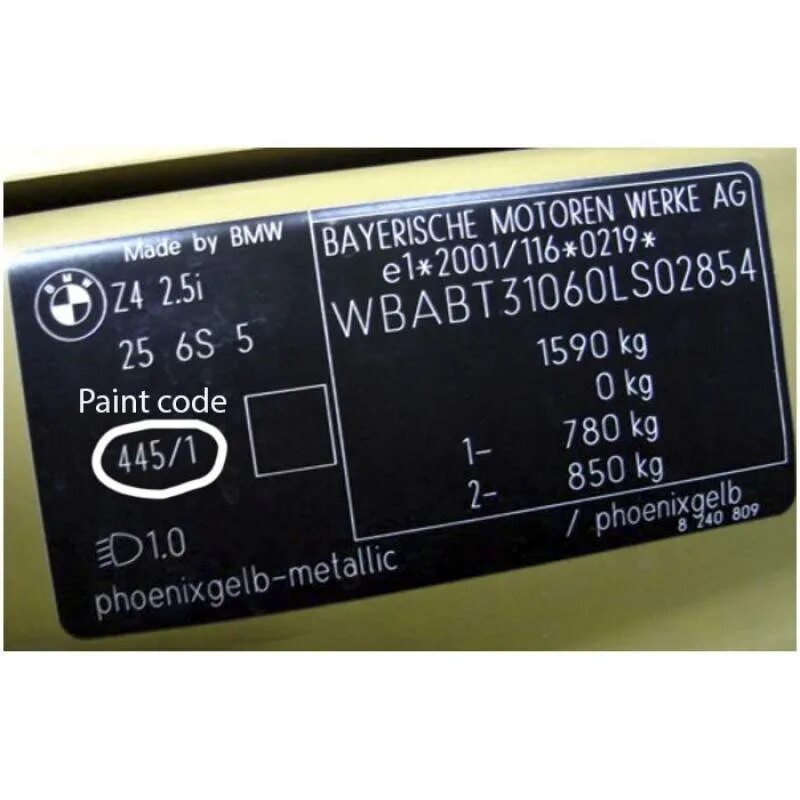 Made by BMW
BMW
Z4 2.5i
25 6S 5
Paint code
445/1
1.0
phoenixgelb-metallic
BAYERISCHE MOTOREN WERKE AG
e1*2001/116*0219*
WBABT31060LS02854
1590 kg
0 kg
1- 780 kg
2- 850 kg
/ phoenixgelb
8 240 809